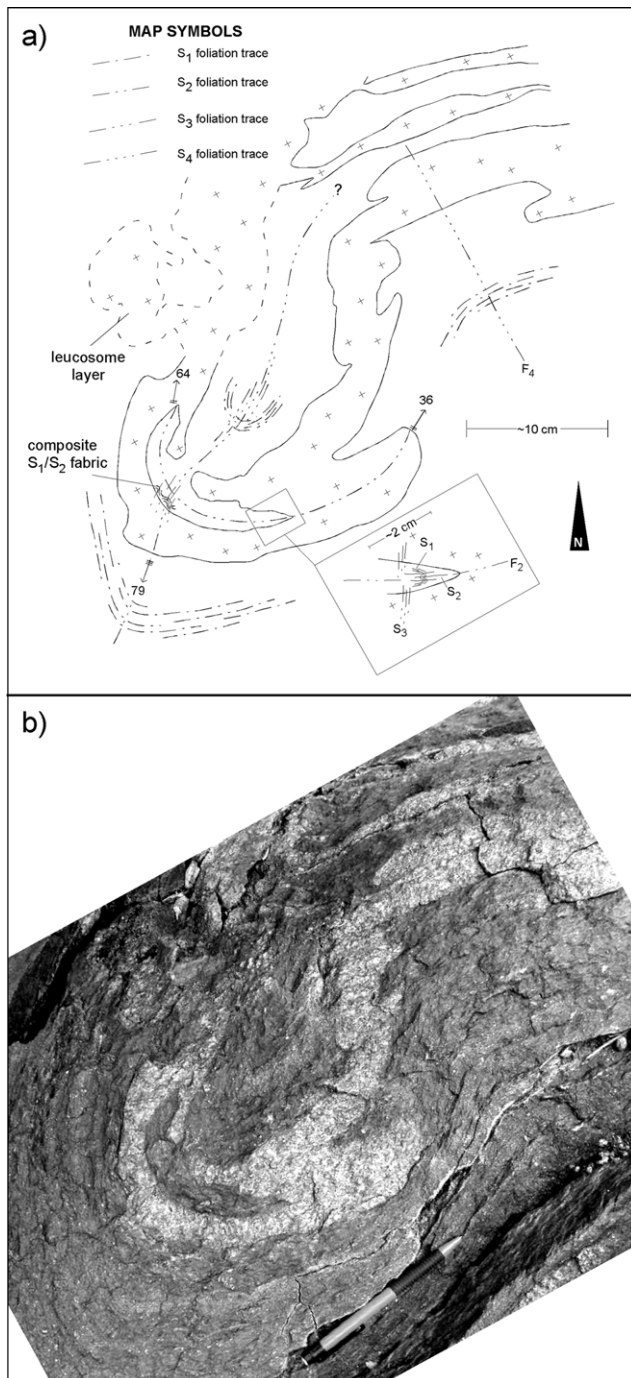 a)
MAP SYMBOLS
S1 foliation trace
S2 foliation trace
S3 foliation trace
S4 foliation trace
?
leucosome
layer
64
F4
36
~10 cm
composite
S1/S2 fabric
N
79
~2 cm
S1
F2
S2
S3
b)